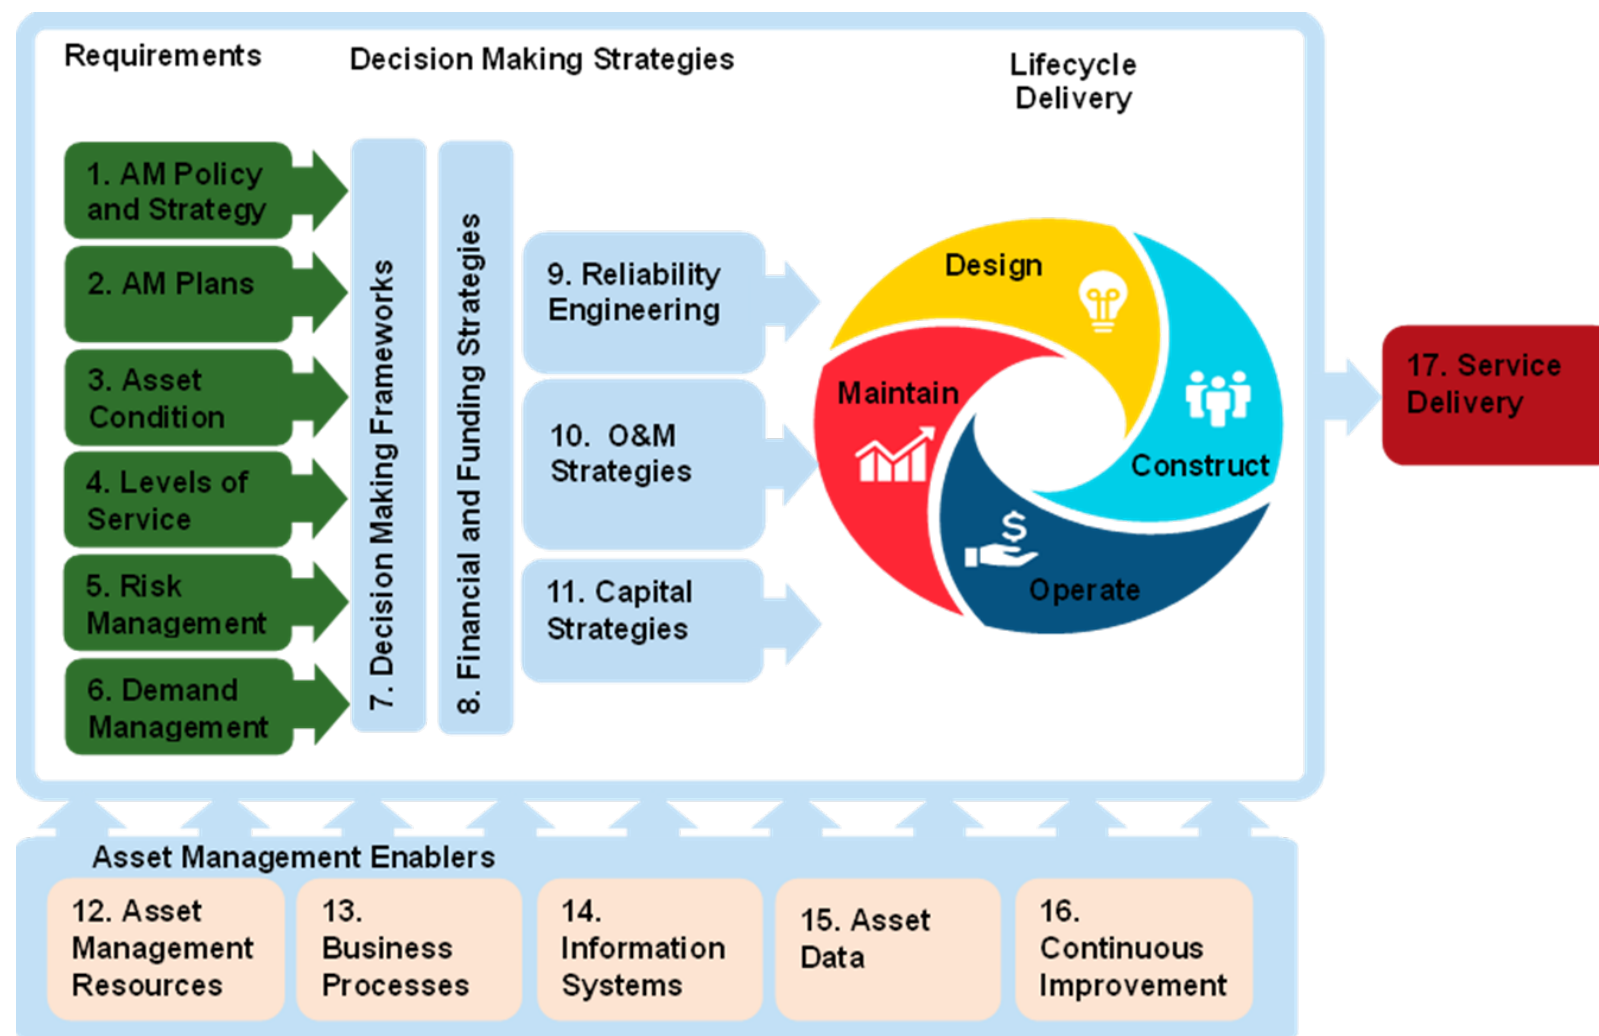 Requirements
Decision Making Strategies
Lifecycle
Delivery
1. AM Policy
and Strategy
2. AM Plans
3. Asset
Condition
4. Levels of
Service
5. Risk
Management
6. Demand
Management
7. Decision Making Frameworks
8. Financial and Funding Strategies
9. Reliability
Engineering
10.  O&M
Strategies
11. Capital
Strategies
Design
Maintain
Construct
$
Operate
17. Service
Delivery
Asset Management Enablers
12. Asset
Management
Resources
13.
Business
Processes
14.
Information
Systems
15. Asset
Data
16.
Continuous
Improvement